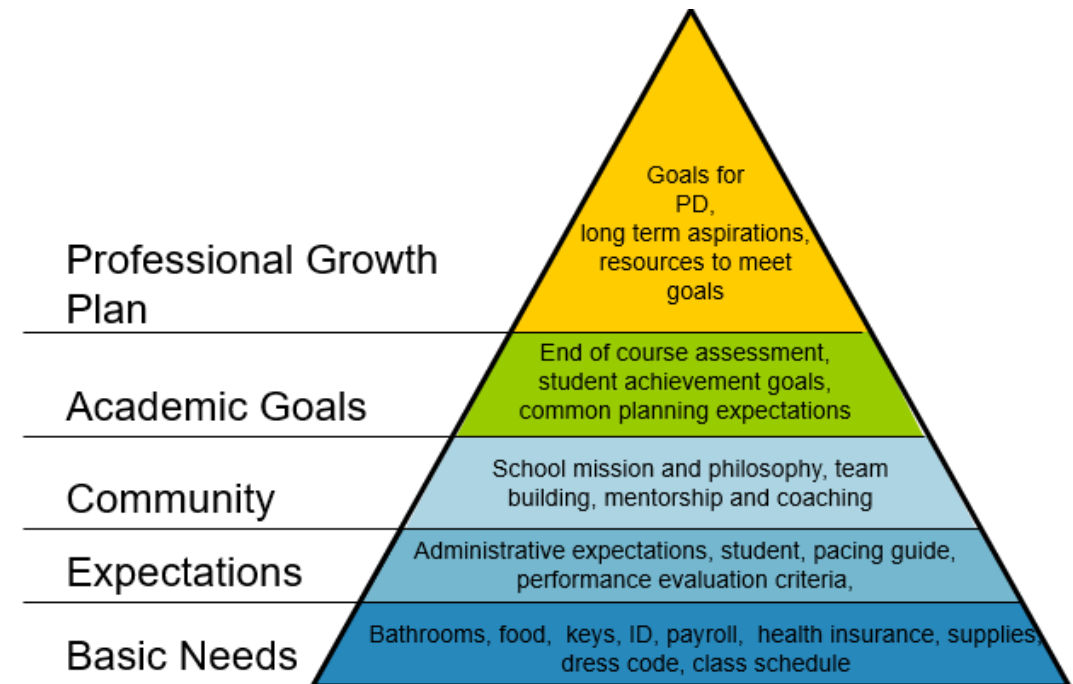 Goals for
PD,
long term aspirations,
resources to meet
goals
Professional Growth
Plan
End of course assessment,
student achievement goals,
common planning expectations
Academic Goals
School mission and philosophy, team
building, mentorship and coaching
Community
Administrative expectations, student, pacing guide,
performance evaluation criteria,
Expectations
Bathrooms, food, keys, ID, payroll, health insurance, supplies,
dress code, class schedule
Basic Needs